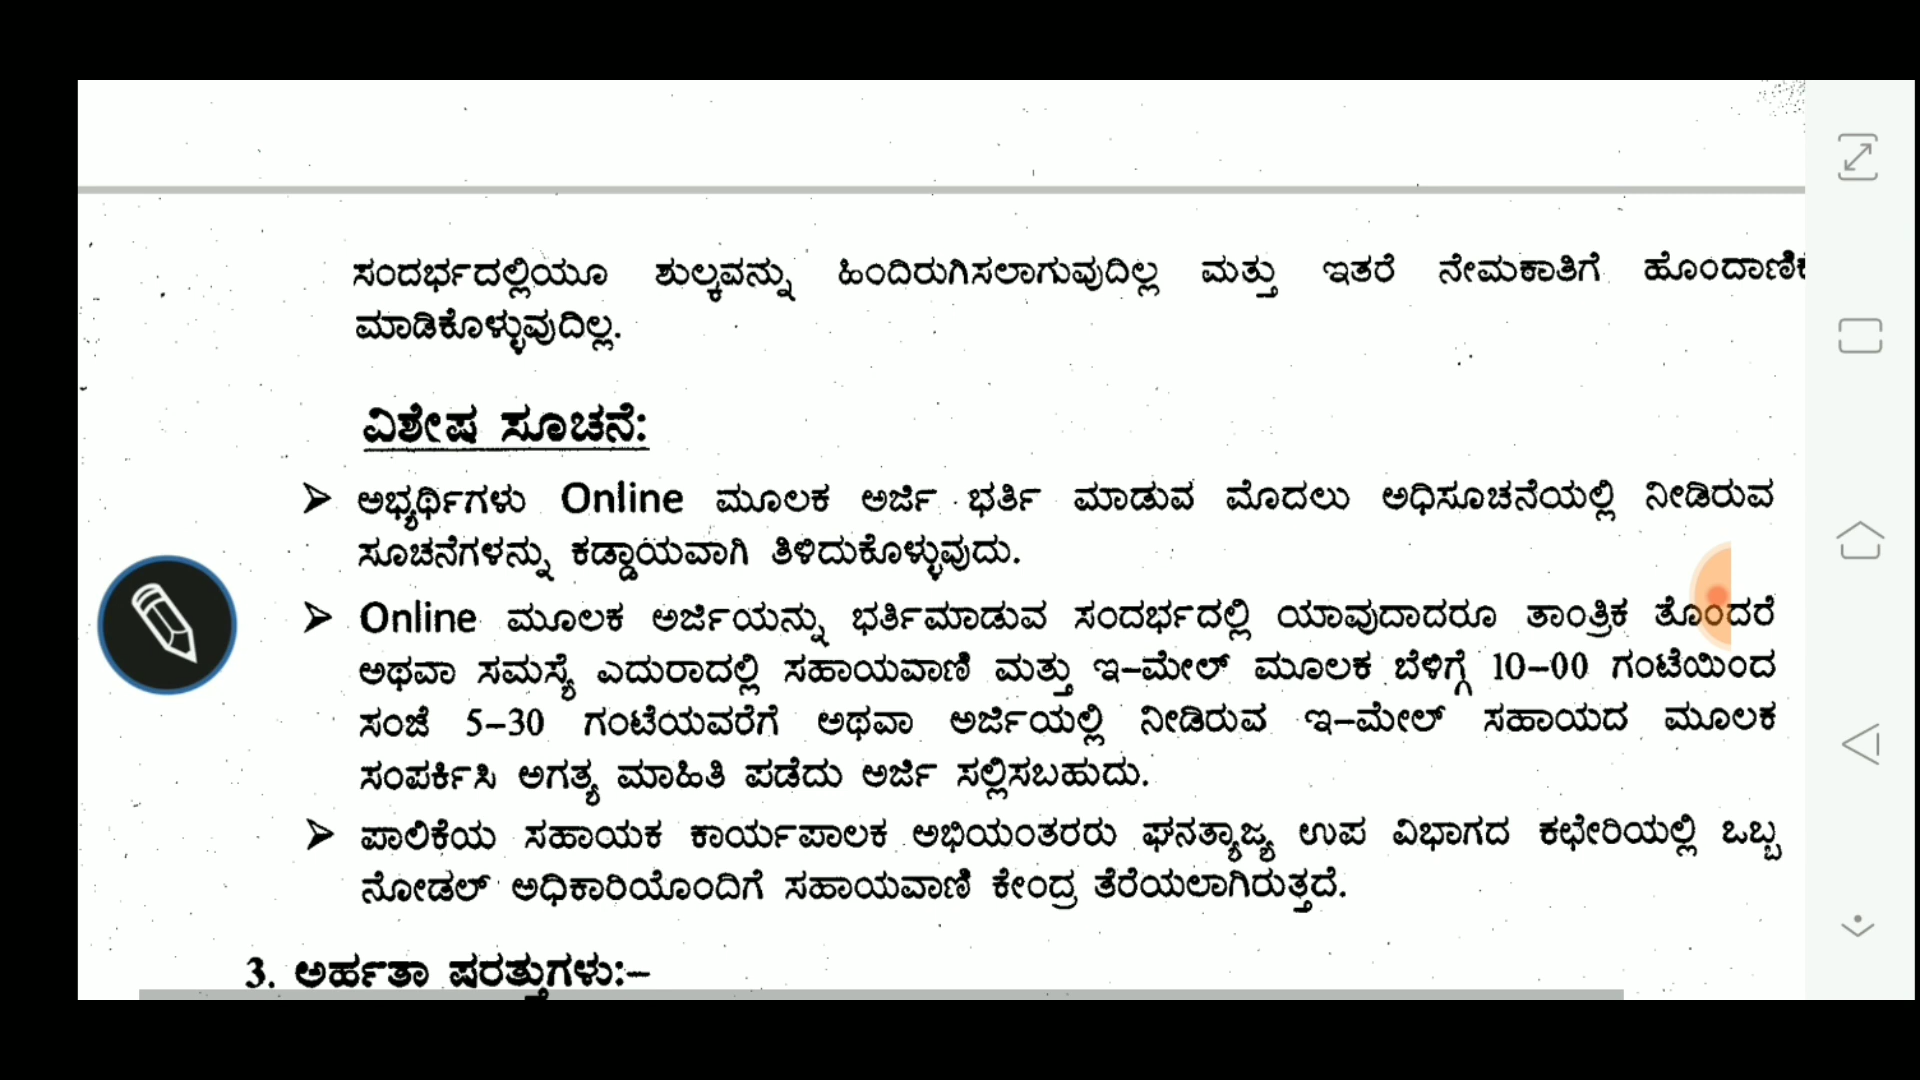 ಸಂದರ್ಭದಲ್ಲಿಯೂ ಶುಲ್ಕವನ್ನು ಹಿಂದಿರುಗಿಸಲಾಗುವುದಿಲ್ಲ ಮತ್ತು ಇತರೆ ನೇಮಕಾತಿಗೆ
ಮಾಡಿಕೊಳ್ಳುವುದಿಲ್ಲ.
ವಿಶೇಷ ಸೂಚನೆ:
➢ ಅಭ್ಯರ್ಥಿಗಳು Online ಮೂಲಕ ಅರ್ಜಿ ಭರ್ತಿ ಮಾಡುವ ಮೊದಲು ಅಧಿಸೂಚನೆಯಲ್ಲಿ ನೀಡಿರುವ
ಸೂಚನೆಗಳನ್ನು ಕಡ್ಡಾಯವಾಗಿ ತಿಳಿದುಕೊಳ್ಳುವುದು.
➢ Online ಮೂಲಕ ಅರ್ಜಿಯನ್ನು ಭರ್ತಿಮಾಡುವ ಸಂದರ್ಭದಲ್ಲಿ ಯಾವುದಾದರೂ ತಾಂತ್ರಿಕ ತೊಂದರೆ
ಅಥವಾ ಸಮಸ್ಯೆ ಎದುರಾದಲ್ಲಿ ಸಹಾಯವಾಣಿ ಮತ್ತು ಇ-ಮೇಲ್ ಮೂಲಕ ಬೆಳಿಗ್ಗೆ 10-00 ಗಂಟೆಯಿಂದ
ಸಂಜೆ 5-30 ಗಂಟೆಯವರೆಗೆ ಅಥವಾ ಅರ್ಜಿಯಲ್ಲಿ ನೀಡಿರುವ ಇ-ಮೇಲ್ ಸಹಾಯದ ಮೂಲಕ
ಸಂಪರ್ಕಿಸಿ ಅಗತ್ಯ ಮಾಹಿತಿ ಪಡೆದು ಅರ್ಜಿ ಸಲ್ಲಿಸಬಹುದು.
➢ ಪಾಲಿಕೆಯ ಸಹಾಯಕ ಕಾರ್ಯಪಾಲಕ ಅಭಿಯಂತರರು ಘನತ್ಯಾಜ್ಯ ಉಪ ವಿಭಾಗದ ಕಛೇರಿಯಲ್ಲಿ ಒಬ್ಬ
ನೋಡಲ್ ಅಧಿಕಾರಿಯೊಂದಿಗೆ ಸಹಾಯವಾಣಿ ಕೇಂದ್ರ ತೆರೆಯಲಾಗಿರುತ್ತದೆ.
3. ಅರ್ಹತಾ ಷರತ್ತುಗಳು:-